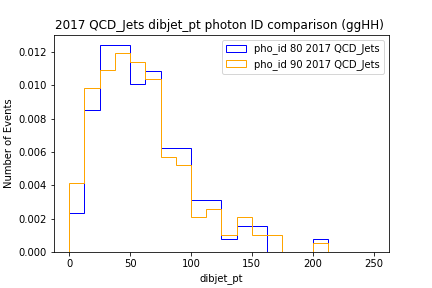 2017 QCD_Jets dibjet_pt photon ID comparison (ggHH)
pho_id 80 2017 QCD_Jets
pho_id 90 2017 QCD_Jets
Number of Events
0.012
0.010
0.008
0.006
0.004
0.002
0.000
0 50 100 150 200 250
dibjet_pt